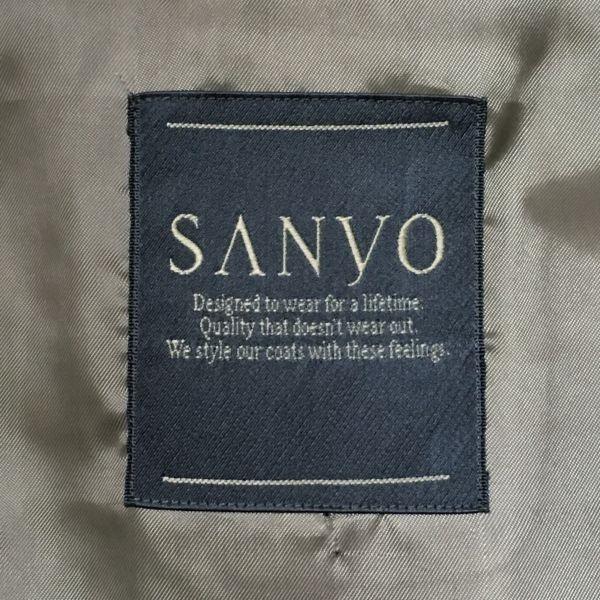 SANYO
Designed to wear for a lifetime.
Quality that doesn't wear out.
We style our coats with these feelings.